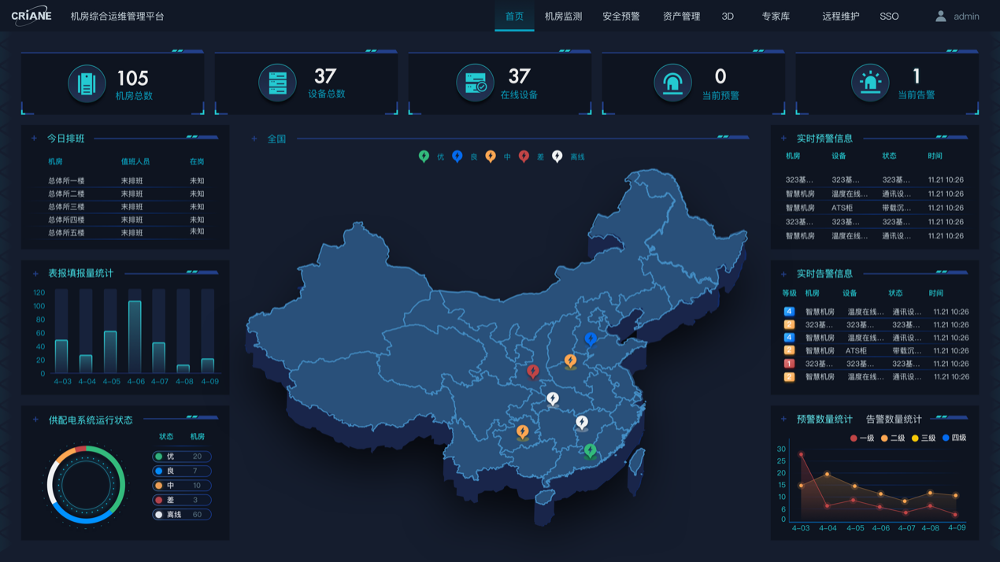 CRIANE 机房综合运维管理平台 首页 机房监测 安全预警 资产管理 3D 专家库 远程维护 SSO admin
105
机房总数
37
设备总数
37
在线设备
0
当前预警
1
当前告警
今日排班
机房 值班人员 在岗
总体所一楼 未排班 未知
总体所二楼 未排班 未知
总体所三楼 未排班 未知
总体所四楼 未排班 未知
总体所五楼 未排班 未知
表报填报量统计
120
100
80
60
40
20
0
4-03 4-04 4-05 4-06 4-07 4-08 4-09
供配电系统运行状态
状态 机房
优 20
良 7
中 10
差 3
离线 60
全国
优 良 中 差 离线
实时预警信息
机房 设备 状态 时间
323基... 323基... 323基... 11.21 10:26
智慧机房 温度在线... 通讯设... 11.21 10:26
智慧机房 ATS柜 带载沉... 11.21 10:26
323基... 323基... 323基... 11.21 10:26
智慧机房 温度在线... 通讯设... 11.21 10:26
实时告警信息
等级 机房 设备 状态 时间
4 智慧机房 温度在线... 通讯设... 11.21 10:26
2 323基... 323基... 323基... 11.21 10:26
4 智慧机房 温度在线... 通讯设... 11.21 10:26
2 智慧机房 ATS柜 带载沉... 11.21 10:26
1 323基... 323基... 323基... 11.21 10:26
2 智慧机房 温度在线... 通讯设... 11.21 10:26
预警数量统计 告警数量统计
一级 二级 三级 四级
30
25
20
15
10
6
0
4-03 4-04 4-05 4-06 4-07 4-08 4-09